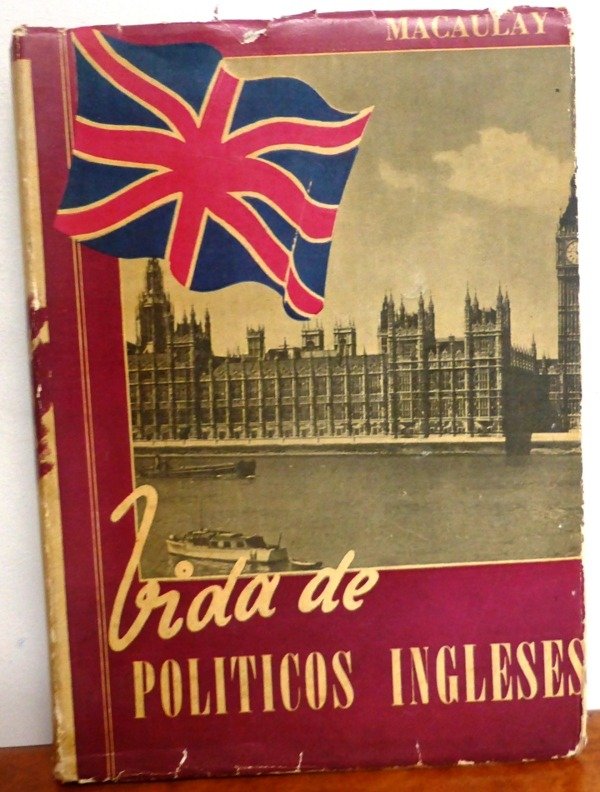 MACAULAY
Vida de
POLITICOS INGLESES